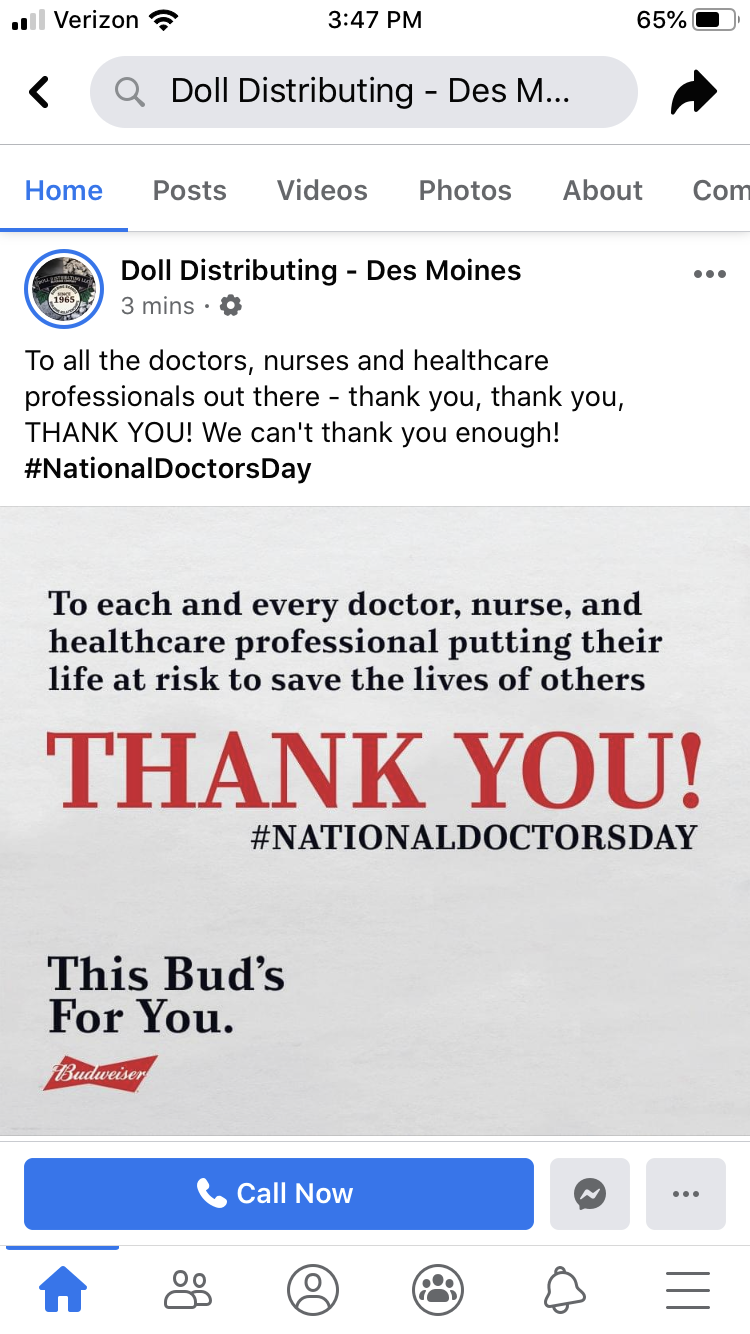 Verizon 3:47 PM 65%
Doll Distributing - Des M...
Home Posts Videos Photos About Com
Doll Distributing - Des Moines
3 mins ·
SINCE
1965
To all the doctors, nurses and healthcare
professionals out there - thank you, thank you,
THANK YOU! We can't thank you enough!
#NationalDoctorsDay
To each and every doctor, nurse, and
healthcare professional putting their
life at risk to save the lives of others
THANK YOU!
#NATIONALDOCTORSDAY
This Bud's
For You.
Budweiser
Call Now